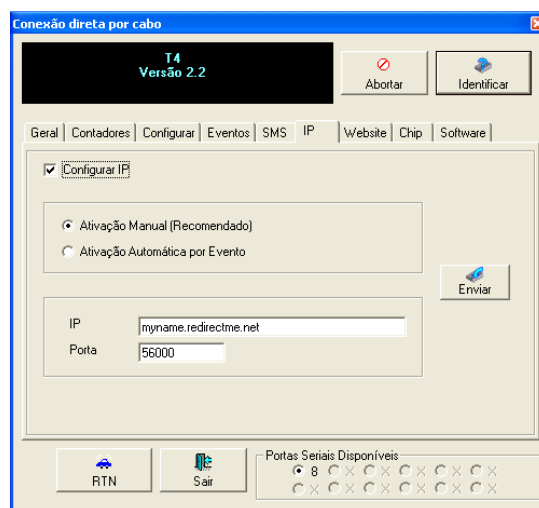 Conexão direta por cabo
T4
Versão 2.2
Abortar
Identificar
Geral Contadores Configurar Eventos SMS IP Website Chip Software
Configurar IP
Ativação Manual (Recomendado)
Ativação Automática por Evento
Enviar
IP myname.redirectme.net
Porta 56000
RTN
Sair
Portas Seriais Disponíveis
8 X X X X X
X X X X X X